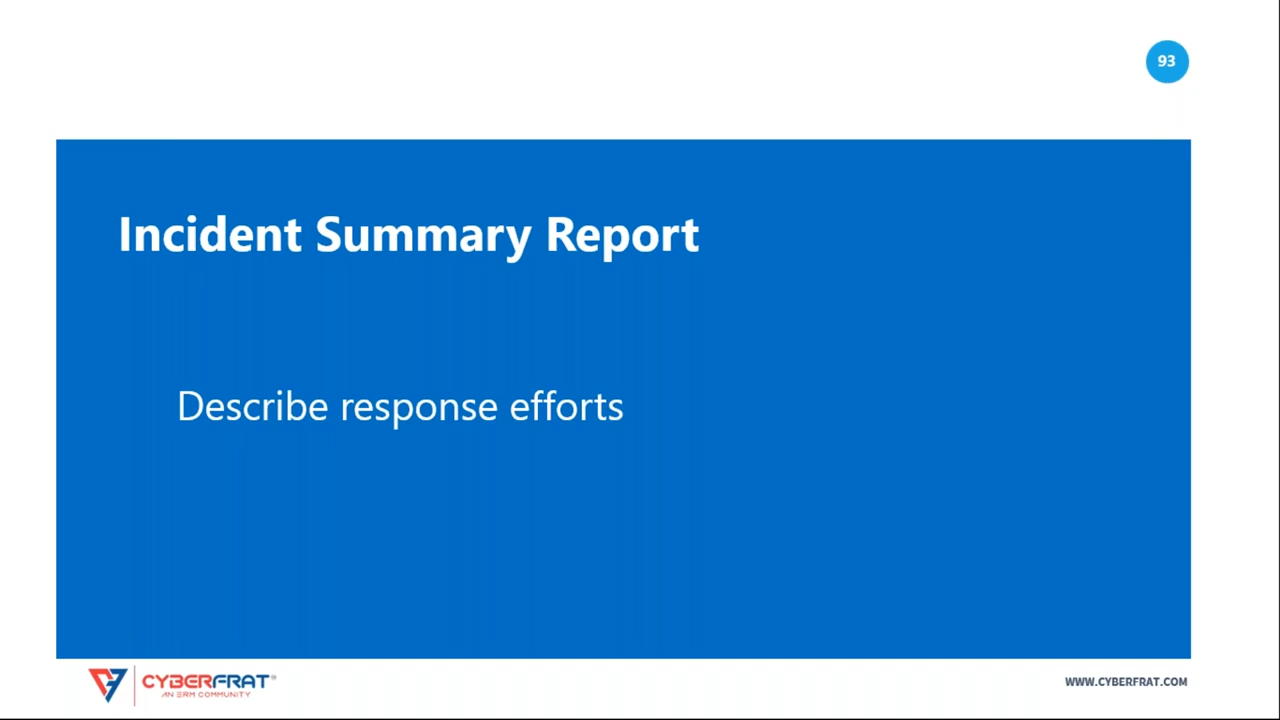 93
Incident Summary Report
Describe response efforts
CYBERFRAT®
AN ERM COMMUNITY
WWW.CYBERFRAT.COM